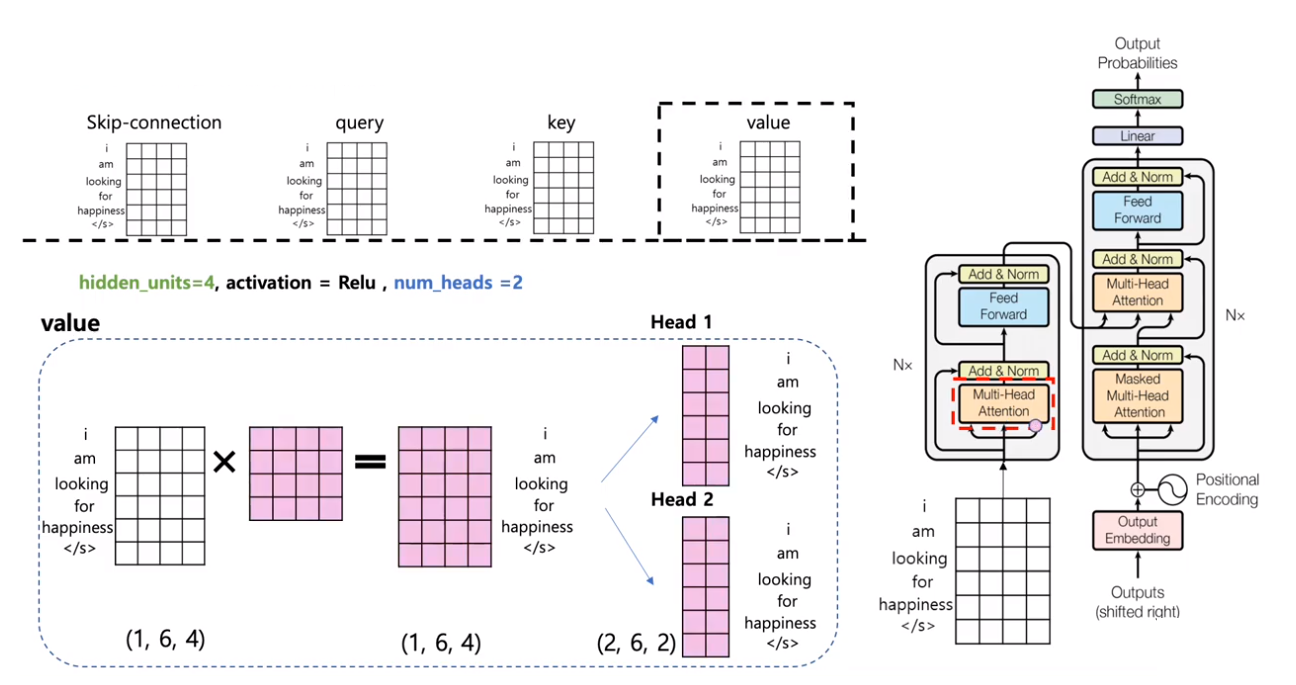 Skip-connection
i
am
looking
for
happiness
</s>
query
i
am
looking
for
happiness
</s>
key
i
am
looking
for
happiness
</s>
value
i
am
looking
for
happiness
</s>
hidden_units=4, activation = Relu , num_heads =2
value
i
am
looking
for
happiness
</s>
×
=
i
am
looking
for
happiness
</s>
Head 1
i
am
looking
for
happiness
</s>
Head 2
i
am
looking
for
happiness
</s>
(1, 6, 4)
(1, 6, 4)
(2, 6, 2)
Output
Probabilities
Softmax
Linear
Add & Norm
Feed
Forward
Add & Norm
Multi-Head
Attention
Add & Norm
Masked
Multi-Head
Attention
N×
Add & Norm
Feed
Forward
N×
Add & Norm
Multi-Head
Attention
Positional
Encoding
Output
Embedding
Outputs
(shifted right)
i
am
looking
for
happiness
</s>